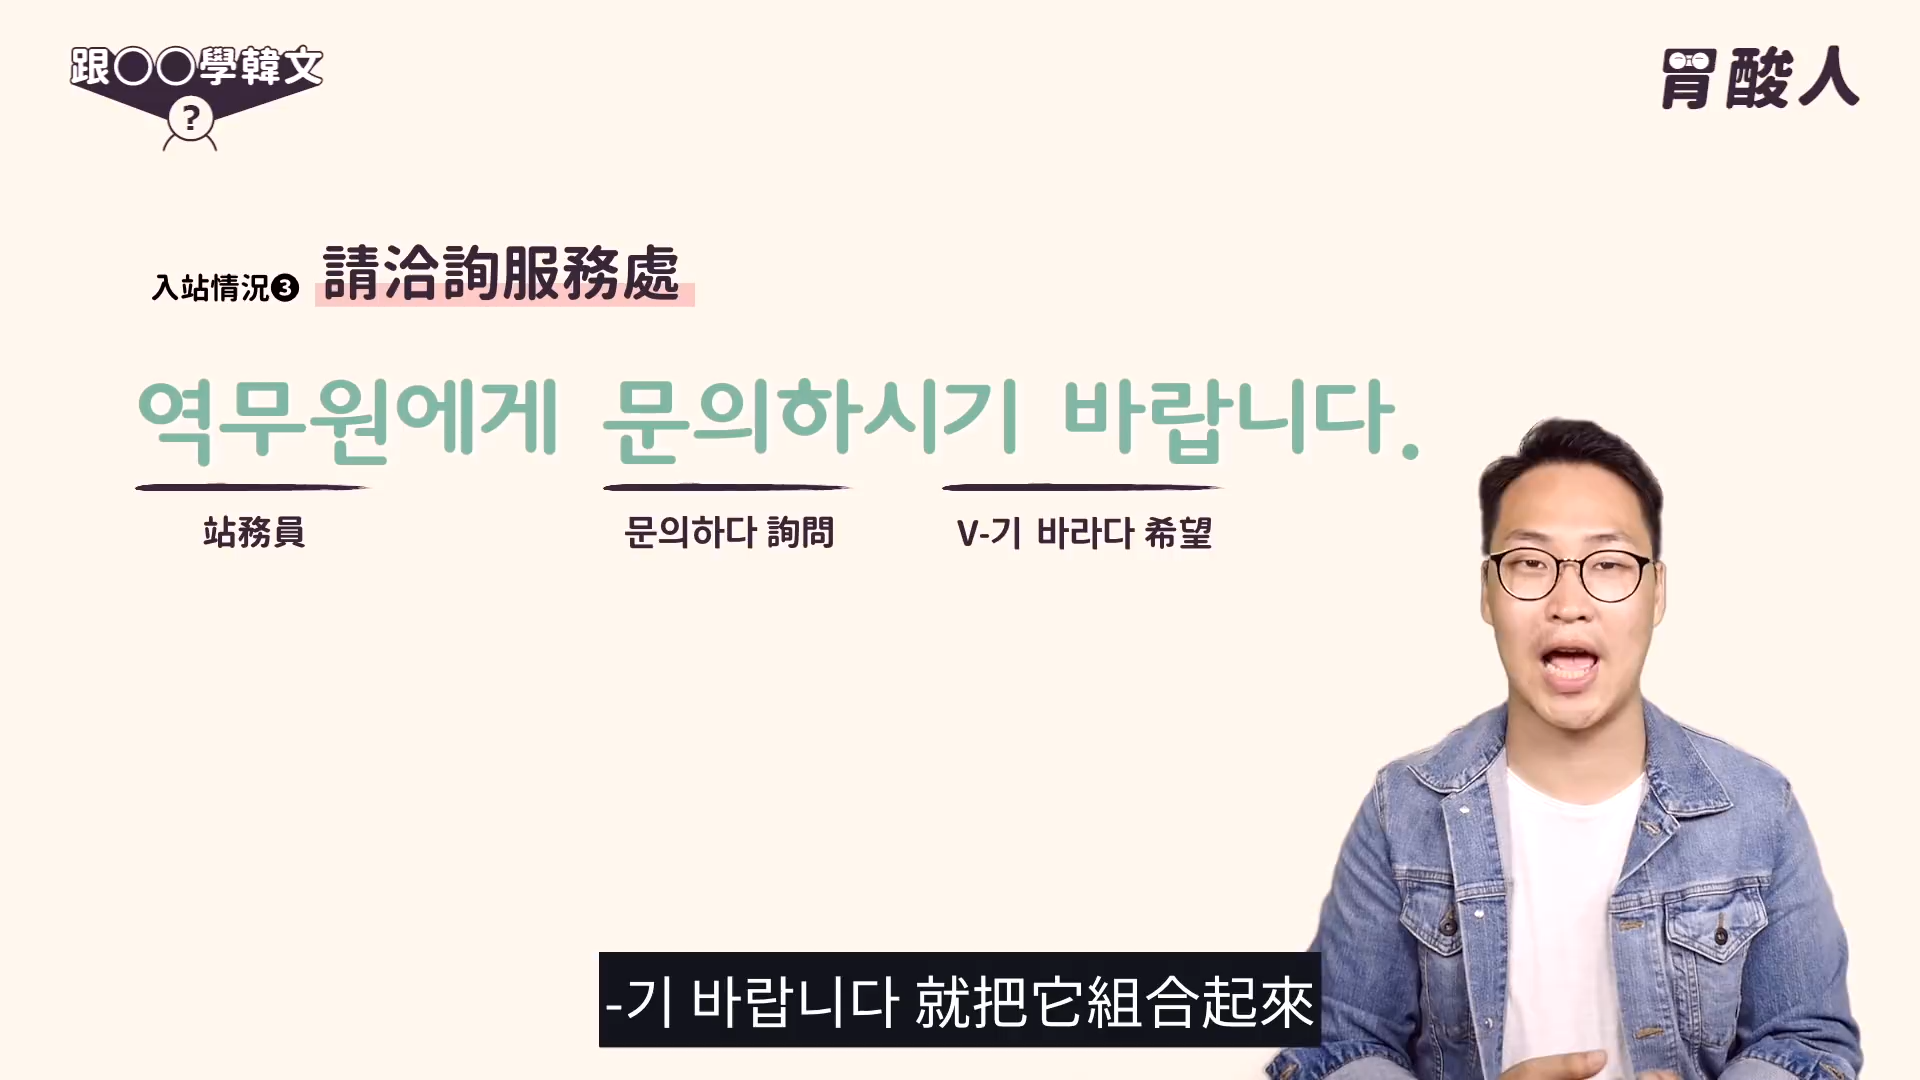 跟○○學韓文
?
胃酸人
入站情況❸ 請洽詢服務處
역무원에게 문의하시기 바랍니다.
站務員 문의하다 詢問 V-기 바라다 希望
-기 바랍니다 就把它組合起來